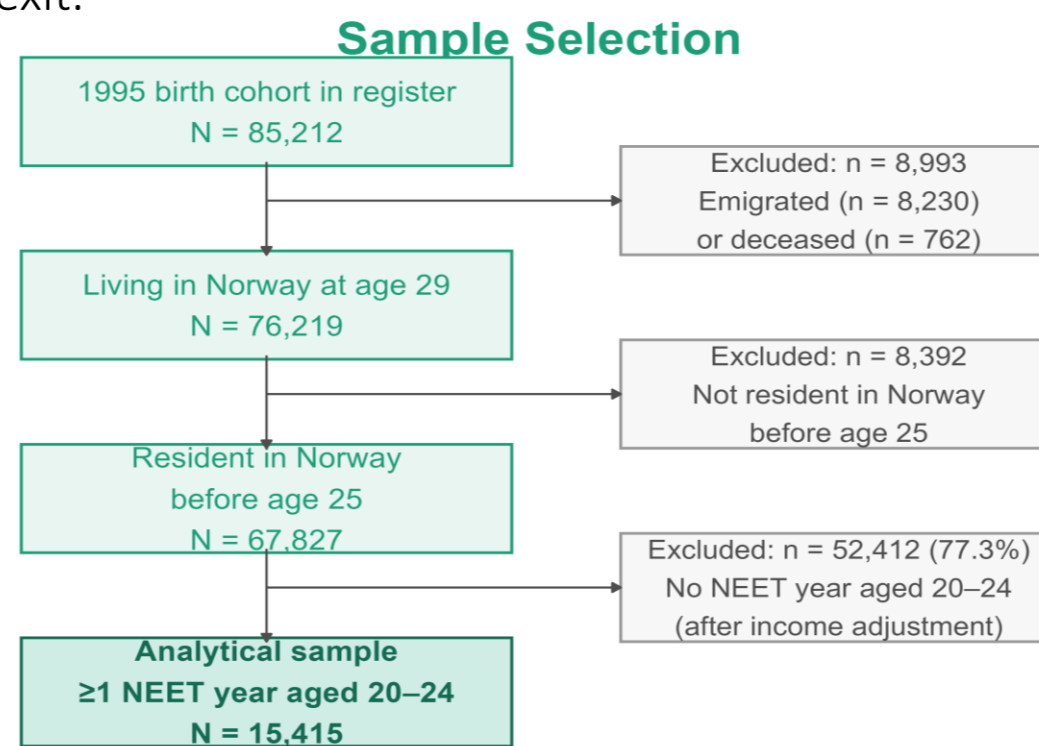 exit.
Sample Selection
1995 birth cohort in register
N = 85,212
Excluded: n = 8,993
Emigrated (n = 8,230)
or deceased (n = 762)
Living in Norway at age 29
N = 76,219
Excluded: n = 8,392
Not resident in Norway
before age 25
Resident in Norway
before age 25
N = 67,827
Excluded: n = 52,412 (77.3%)
No NEET year aged 20–24
(after income adjustment)
Analytical sample
≥1 NEET year aged 20–24
N = 15,415